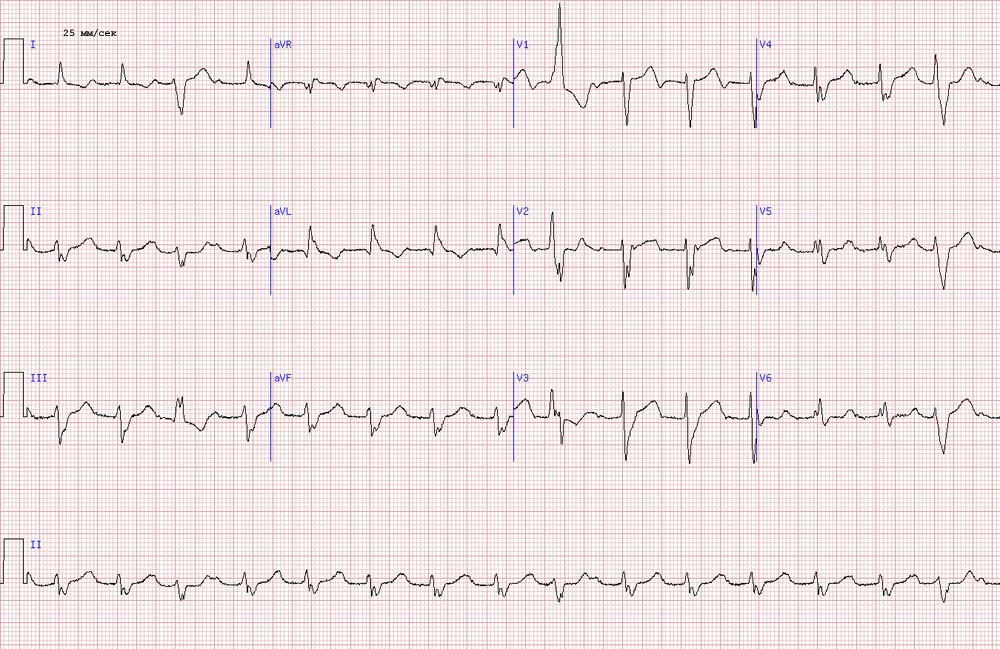 25 мм/сек
I aVR V1 V4
II aVL V2 V5
III aVF V3 V6
II